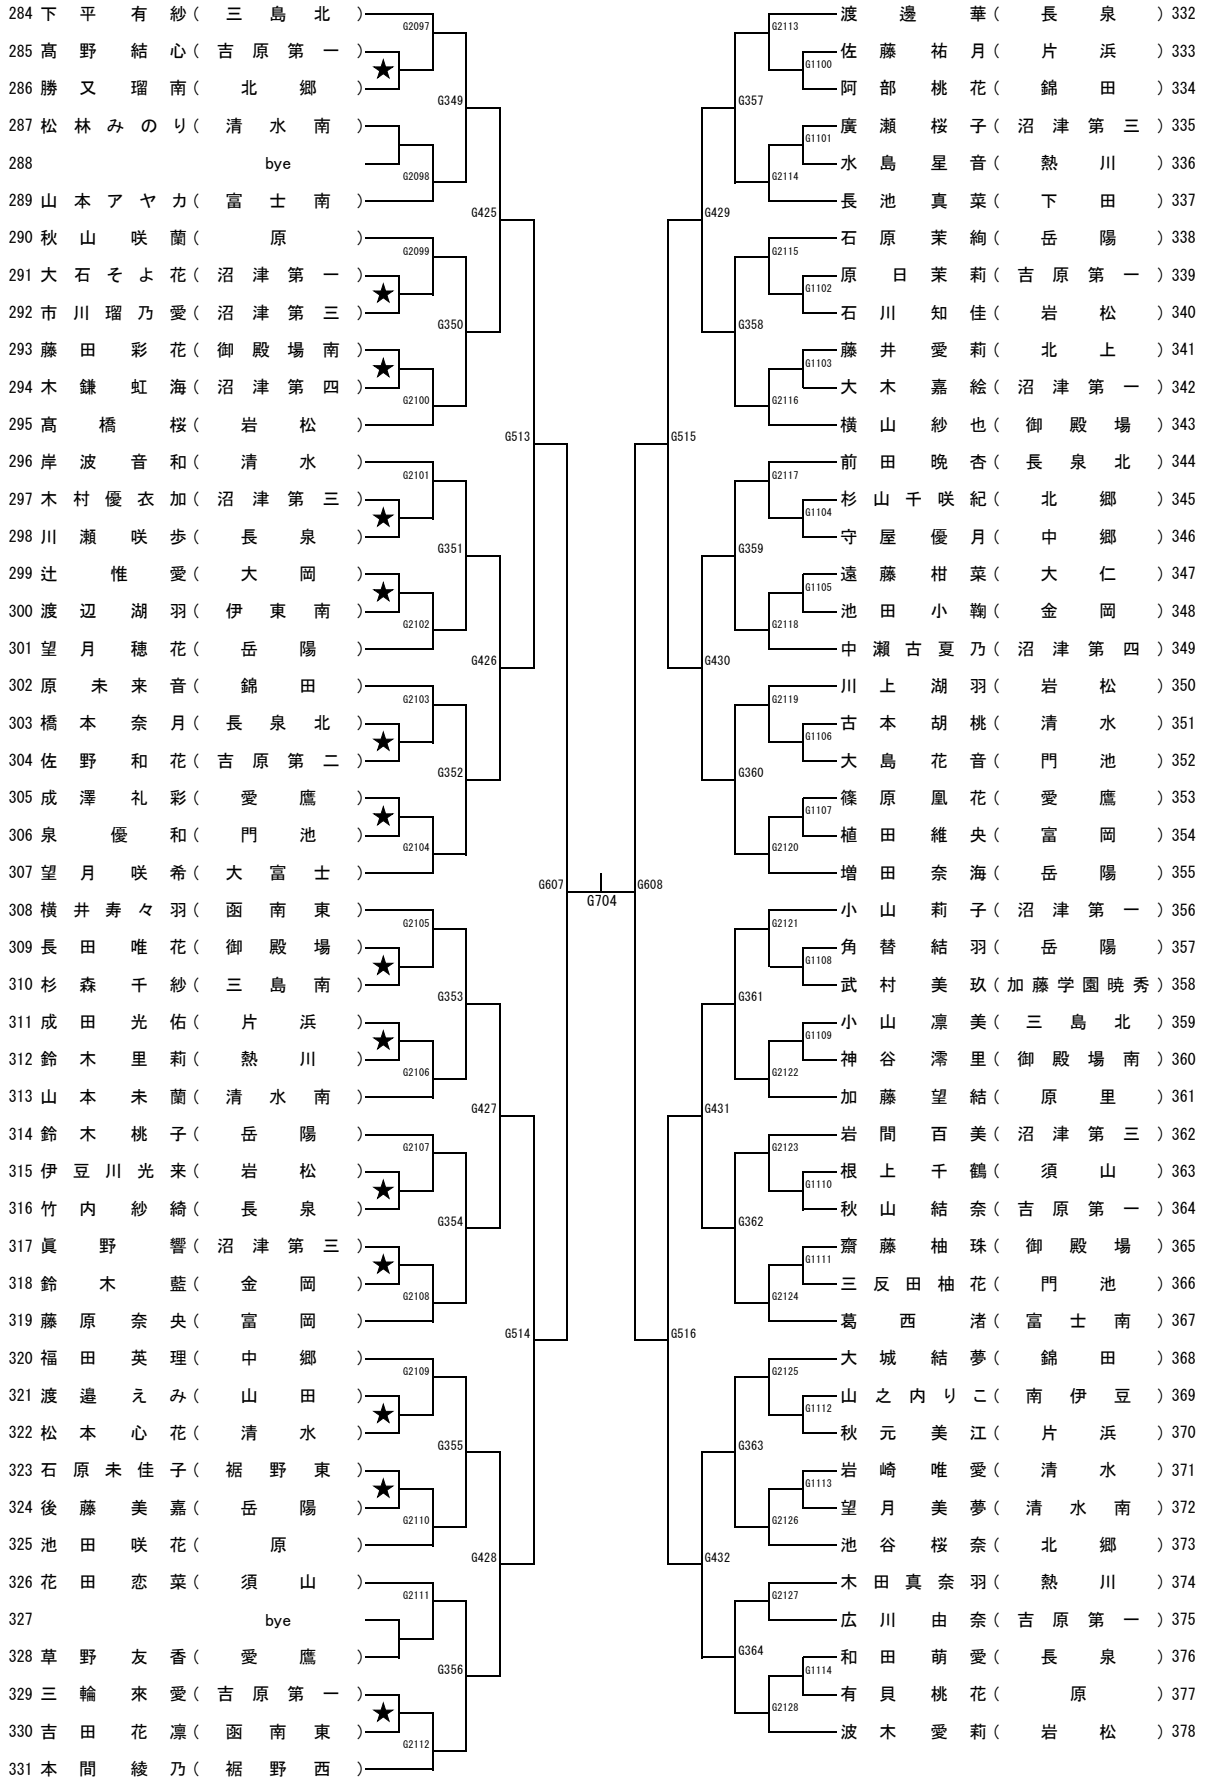 284 下平有紗(三島北)
G2097
285 髙野結心(吉原第一)
★
286 勝又瑠南(北郷)
G349
287 松林みのり(清水南)
288 bye
G2098
289 山本アヤカ(富士南)
G425
290 秋山咲蘭(原)
G2099
291 大石そよ花(沼津第一)
★
292 市川瑠乃愛(沼津第三)
G350
293 藤田彩花(御殿場南)
★
294 木鎌虹海(沼津第四)
G2100
295 髙橋桜(岩松)
G513
296 岸波音和(清水)
G2101
297 木村優衣加(沼津第三)
★
298 川瀬咲歩(長泉)
G351
299 辻惟愛(大岡)
★
300 渡辺湖羽(伊東南)
G2102
301 望月穂花(岳陽)
G426
302 原未来音(錦田)
G2103
303 橋本奈月(長泉北)
★
304 佐野和花(吉原第二)
G352
305 成澤礼彩(愛鷹)
★
306 泉優和(門池)
G2104
307 望月咲希(大富士)
G607
308 横井寿々羽(函南東)
G2105
309 長田唯花(御殿場)
★
310 杉森千紗(三島南)
G353
311 成田光佑(片浜)
★
312 鈴木里莉(熱川)
G2106
313 山本未蘭(清水南)
G427
314 鈴木桃子(岳陽)
G2107
315 伊豆川光来(岩松)
★
316 竹内紗綺(長泉)
G354
317 眞野響(沼津第三)
★
318 鈴木藍(金岡)
G2108
319 藤原奈央(富岡)
G514
320 福田英理(中郷)
G2109
321 渡邉えみ(山田)
★
322 松本心花(清水)
G355
323 石原未佳子(裾野東)
★
324 後藤美嘉(岳陽)
G2110
325 池田咲花(原)
G428
326 花田恋菜(須山)
G2111
327 bye
328 草野友香(愛鷹)
G356
329 三輪來愛(吉原第一)
★
330 吉田花凛(函南東)
G2112
331 本間綾乃(裾野西)
G704
渡邊華(長泉)332
G2113
佐藤祐月(片浜)333
G1100
阿部桃花(錦田)334
G357
廣瀬桜子(沼津第三)335
G1101
水島星音(熱川)336
G2114
長池真菜(下田)337
G429
石原茉絢(岳陽)338
G2115
原日茉莉(吉原第一)339
G1102
石川知佳(岩松)340
G358
藤井愛莉(北上)341
G1103
大木嘉絵(沼津第一)342
G2116
横山紗也(御殿場)343
G515
前田晩杏(長泉北)344
G2117
杉山千咲紀(北郷)345
G1104
守屋優月(中郷)346
G359
遠藤柑菜(大仁)347
G1105
池田小鞠(金岡)348
G2118
中瀬古夏乃(沼津第四)349
G430
川上湖羽(岩松)350
G2119
古本胡桃(清水)351
G1106
大島花音(門池)352
G360
篠原凰花(愛鷹)353
G1107
植田維央(富岡)354
G2120
増田奈海(岳陽)355
G608
小山莉子(沼津第一)356
G2121
角替結羽(岳陽)357
G1108
武村美玖(加藤学園暁秀)358
G361
小山凛美(三島北)359
G1109
神谷澪里(御殿場南)360
G2122
加藤望結(原里)361
G431
岩間百美(沼津第三)362
G2123
根上千鶴(須山)363
G1110
秋山結奈(吉原第一)364
G362
齋藤柚珠(御殿場)365
G1111
三反田柚花(門池)366
G2124
葛西渚(富士南)367
G516
大城結夢(錦田)368
G2125
山之内りこ(南伊豆)369
G1112
秋元美江(片浜)370
G363
岩崎唯愛(清水)371
G1113
望月美夢(清水南)372
G2126
池谷桜奈(北郷)373
G432
木田真奈羽(熱川)374
G2127
広川由奈(吉原第一)375
G364
和田萌愛(長泉)376
G1114
有貝桃花(原)377
G2128
波木愛莉(岩松)378